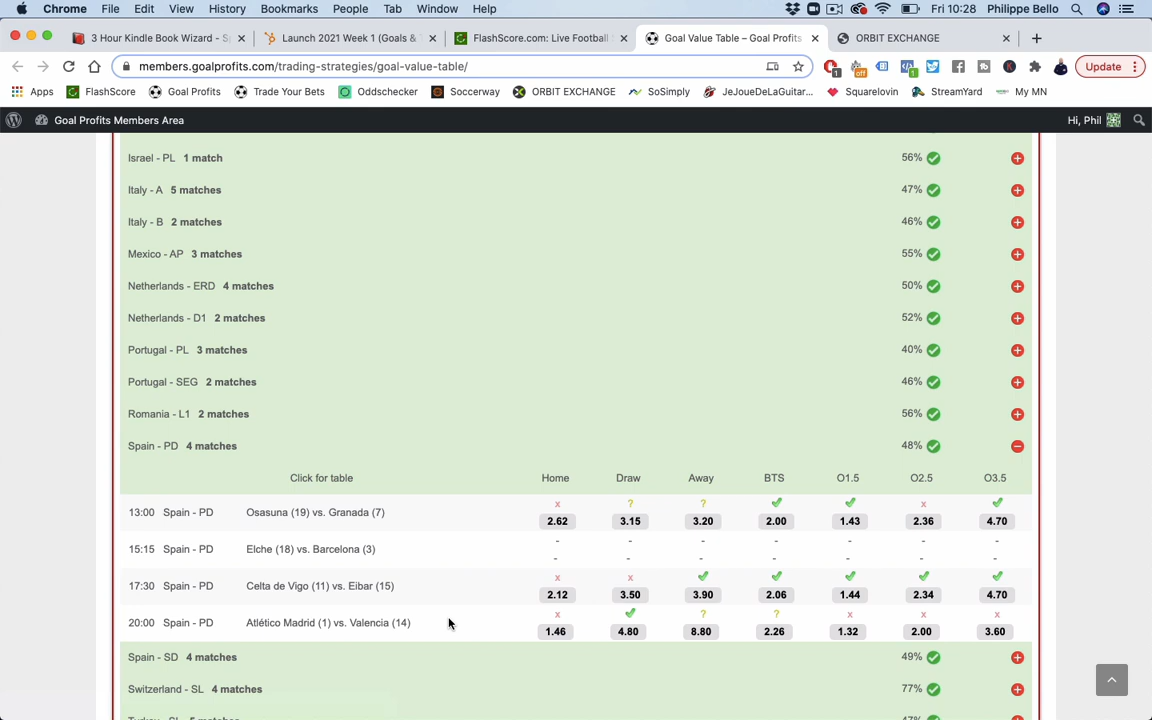 Chrome File Edit View History Bookmarks People Tab Window Help Fri 10:28 Philippe Bello
3 Hour Kindle Book Wizard - S Launch 2021 Week 1 (Goals & FlashScore.com: Live Football Goal Value Table – Goal Profits ORBIT EXCHANGE
members.goalprofits.com/trading-strategies/goal-value-table/ 1 off 1 Update
Apps FlashScore Goal Profits Trade Your Bets Oddschecker Soccerway ORBIT EXCHANGE SoSimply JeJoueDeLaGuitar... Squarelovin StreamYard My MN
Goal Profits Members Area Hi, Phil
Israel - PL 1 match 56%
Italy - A 5 matches 47%
Italy - B 2 matches 46%
Mexico - AP 3 matches 55%
Netherlands - ERD 4 matches 50%
Netherlands - D1 2 matches 52%
Portugal - PL 3 matches 40%
Portugal - SEG 2 matches 46%
Romania - L1 2 matches 56%
Spain - PD 4 matches 48%
Click for table Home Draw Away BTS O1.5 O2.5 O3.5
x ? ? x
13:00 Spain - PD Osasuna (19) vs. Granada (7) 2.62 3.15 3.20 2.00 1.43 2.36 4.70
- - - - - - -
15:15 Spain - PD Elche (18) vs. Barcelona (3) - - - - - - -
x x
17:30 Spain - PD Celta de Vigo (11) vs. Eibar (15) 2.12 3.50 3.90 2.06 1.44 2.34 4.70
x ? ? x x x
20:00 Spain - PD Atlético Madrid (1) vs. Valencia (14) 1.46 4.80 8.80 2.26 1.32 2.00 3.60
Spain - SD 4 matches 49%
Switzerland - SL 4 matches 77%